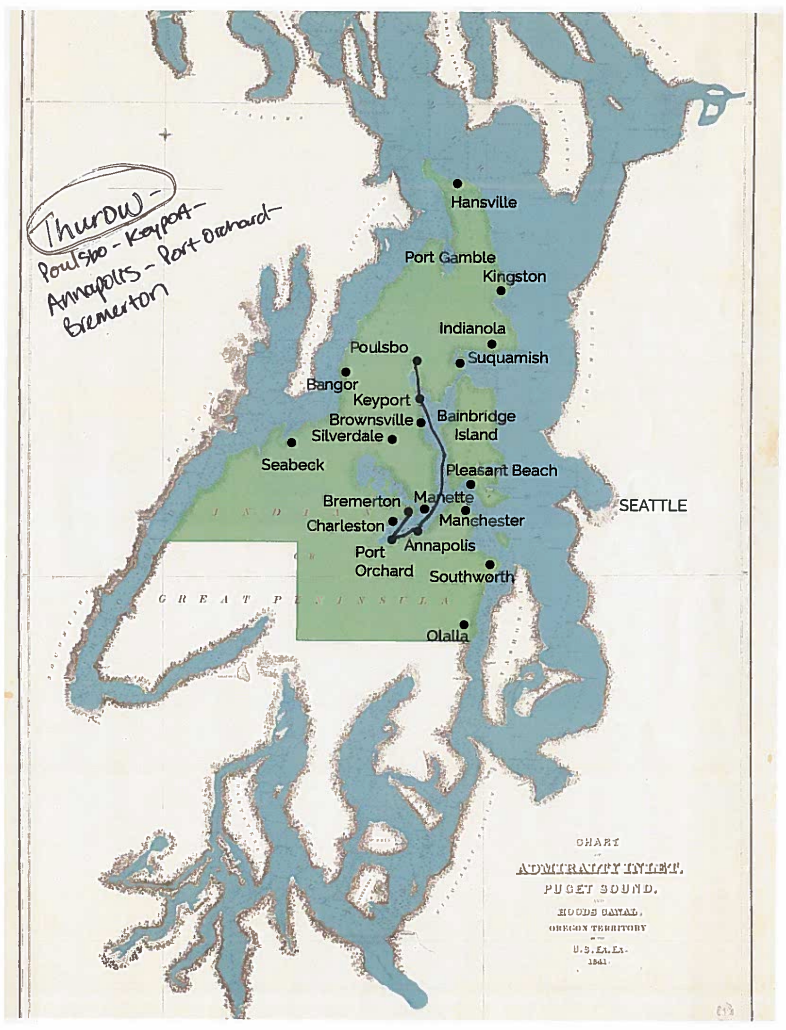 Thurow -
Poulsbo - Keyport -
Annapolis - Port Orchard -
Bremerton
Hansville
Port Gamble
Kingston
Indianola
Poulsbo
Suquamish
Bangor
Keyport
Brownsville
Bainbridge
Island
Silverdale
Seabeck
Pleasant Beach
Bremerton
Manette
SEATTLE
Charleston
Manchester
INDIAN
Port
Orchard
Annapolis
OR
Southworth
GREAT PENINSULA
Olalla
CHART
OF
ADMIRALTY INLET,
PUGET SOUND,
AND
HOODS CANAL,
OREGON TERRITORY
BY THE
U.S. Ex. Ex.
1841.